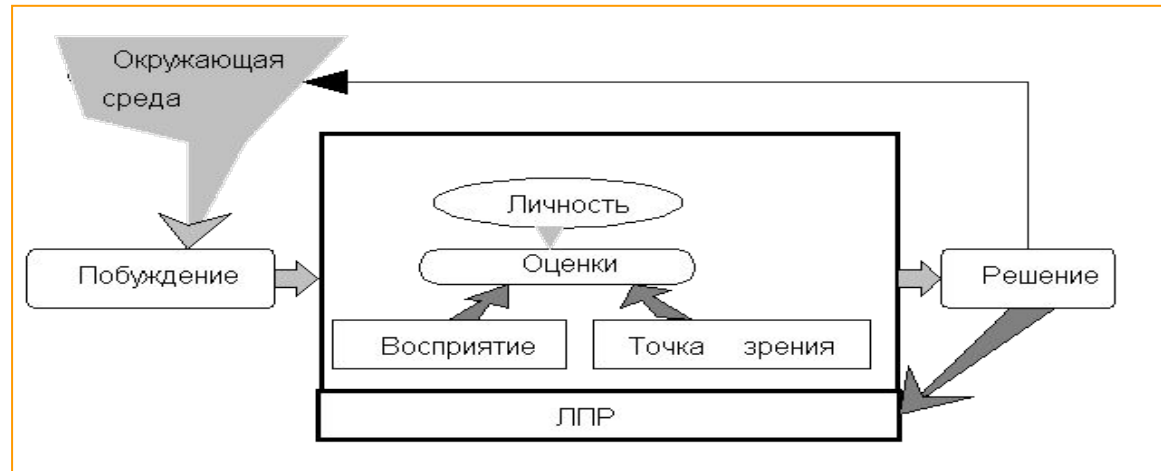 Окружающая
среда
Личность
Оценки
Побуждение
Решение
Восприятие
Точка зрения
ЛПР